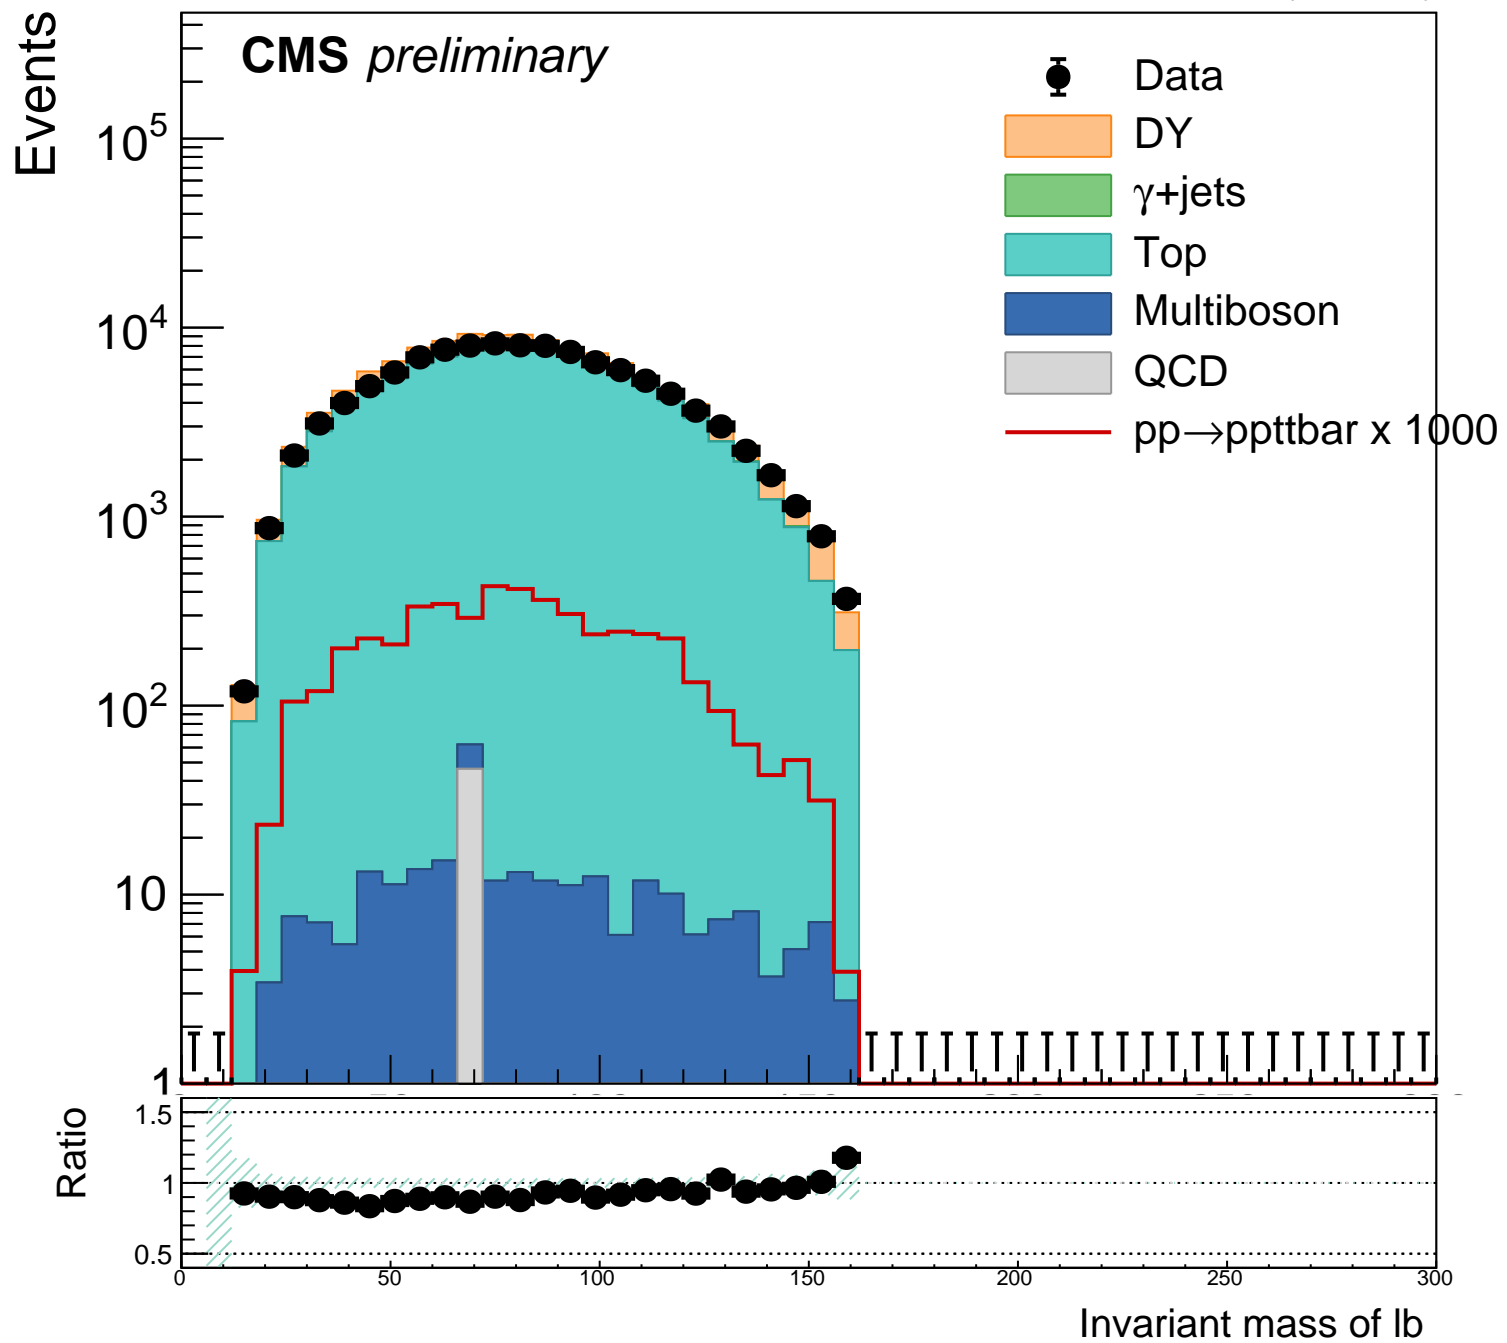 CMS preliminary
Events
10^5
10^4
10^3
10^2
10
1
Data
DY
γ+jets
Top
Multiboson
QCD
pp→ppttbar x 1000
Ratio
1.5
1
0.5
0 50 100 150 200 250 300
Invariant mass of lb